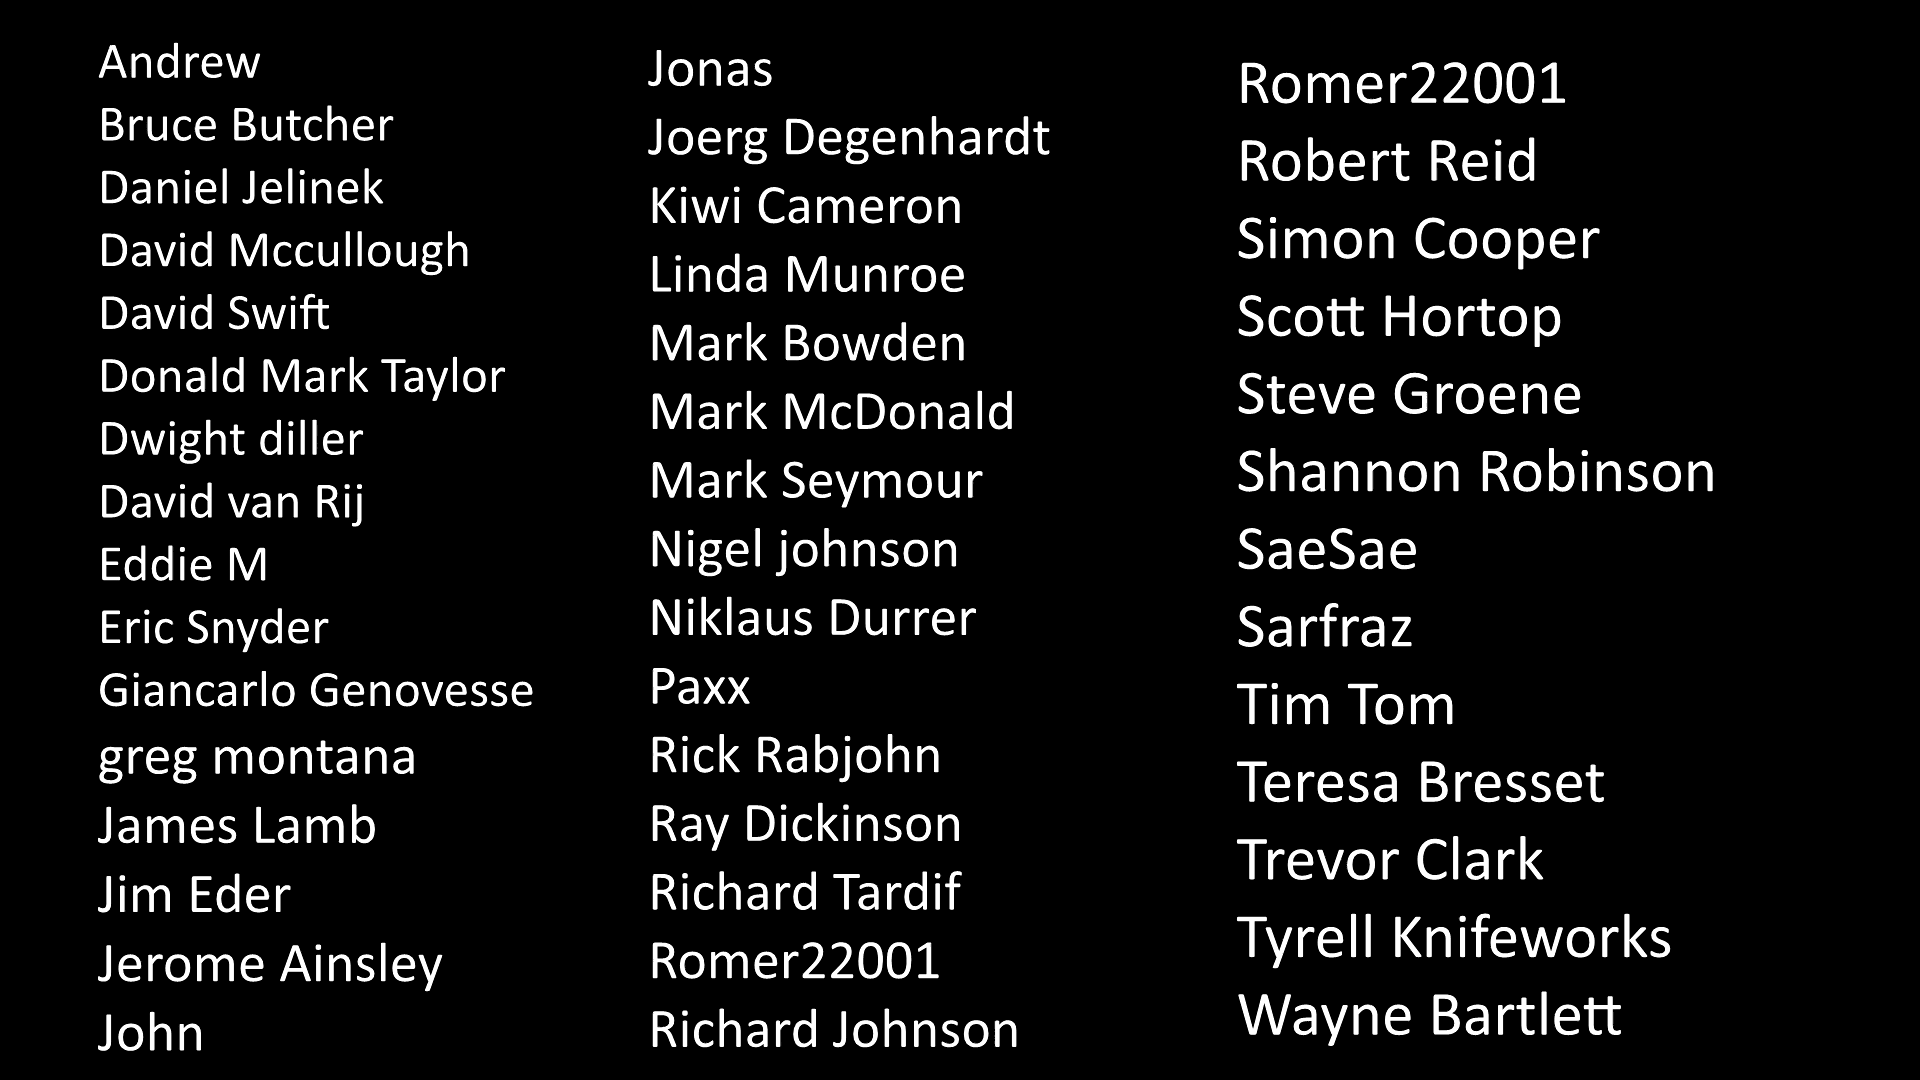 Andrew
Bruce Butcher
Daniel Jelinek
David Mccullough
David Swift
Donald Mark Taylor
Dwight diller
David van Rij
Eddie M
Eric Snyder
Giancarlo Genovesse
greg montana
James Lamb
Jim Eder
Jerome Ainsley
John
Jonas
Joerg Degenhardt
Kiwi Cameron
Linda Munroe
Mark Bowden
Mark McDonald
Mark Seymour
Nigel johnson
Niklaus Durrer
Paxx
Rick Rabjohn
Ray Dickinson
Richard Tardif
Romer22001
Richard Johnson
Romer22001
Robert Reid
Simon Cooper
Scott Hortop
Steve Groene
Shannon Robinson
SaeSae
Sarfraz
Tim Tom
Teresa Bresset
Trevor Clark
Tyrell Knifeworks
Wayne Bartlett